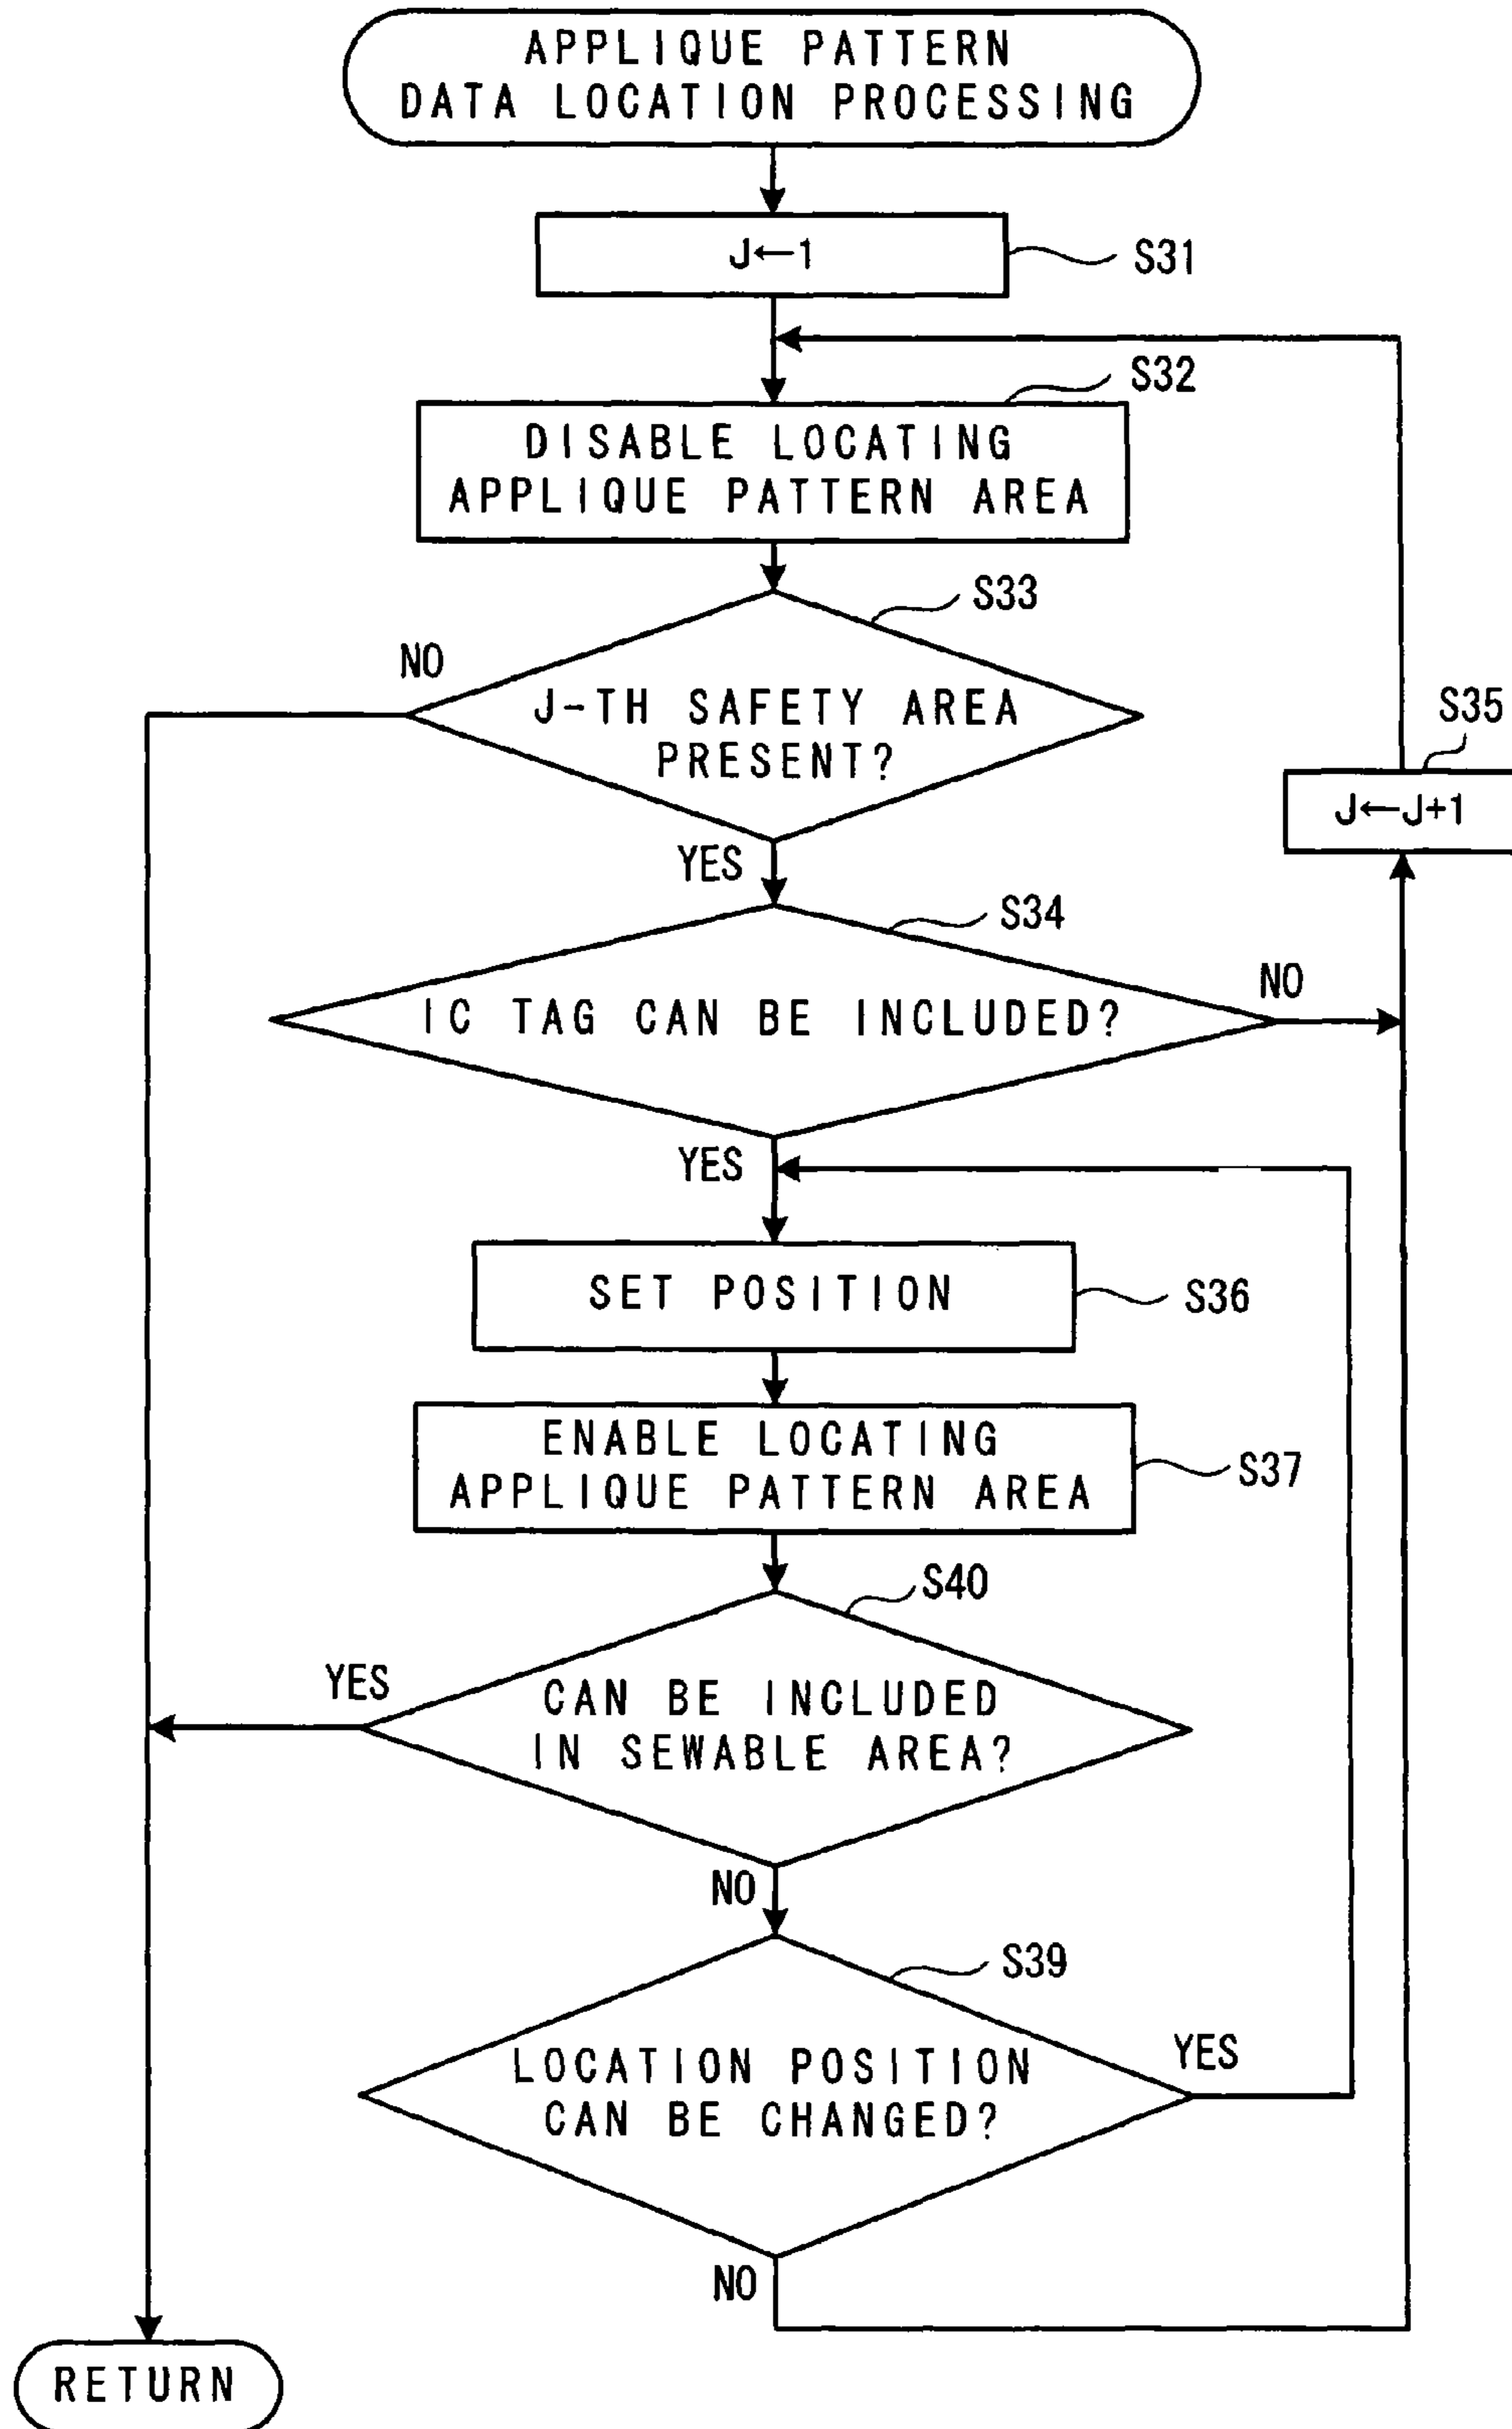 APPLIQUE PATTERN
DATA LOCATION PROCESSING
J←1
S31
S32
DISABLE LOCATING
APPLIQUE PATTERN AREA
S33
NO
J-TH SAFETY AREA
PRESENT?
S35
J←J+1
YES
S34
NO
IC TAG CAN BE INCLUDED?
YES
SET POSITION
S36
ENABLE LOCATING
APPLIQUE PATTERN AREA
S37
S40
YES
CAN BE INCLUDED
IN SEWABLE AREA?
NO
S39
YES
LOCATION POSITION
CAN BE CHANGED?
NO
RETURN